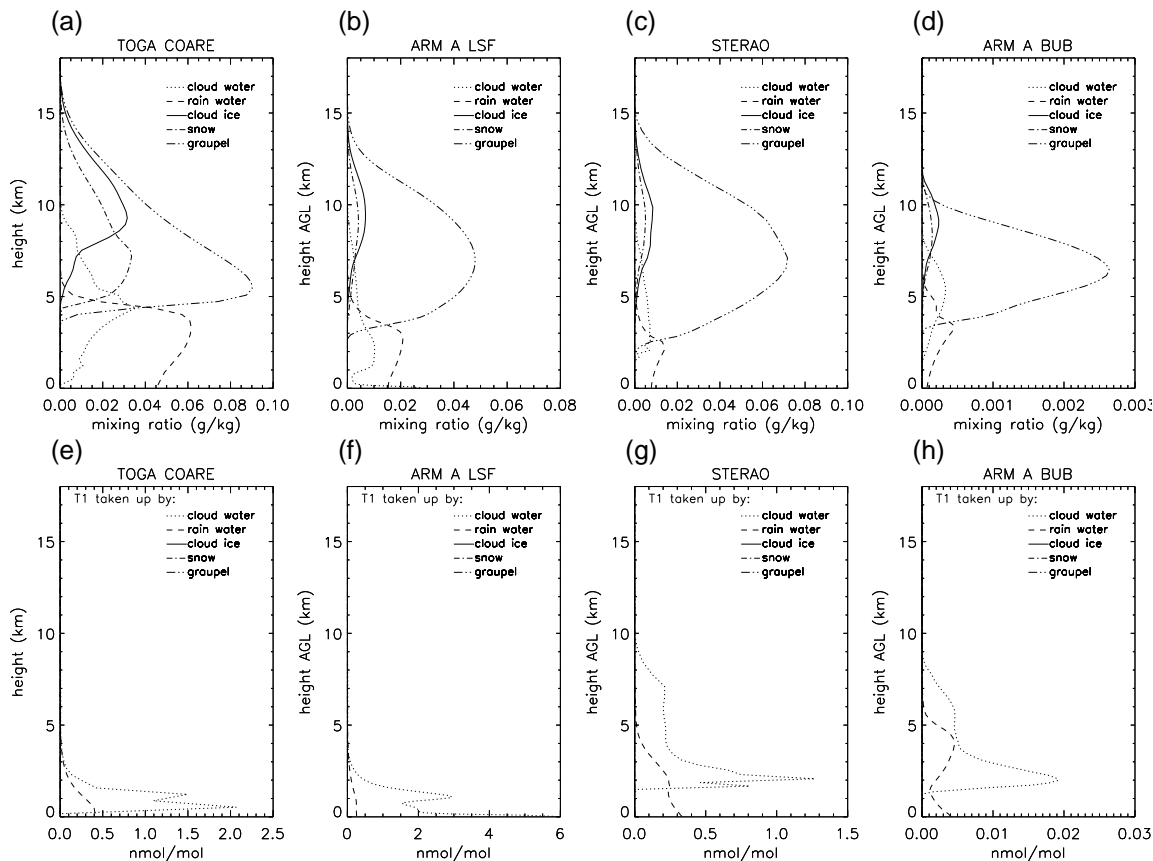 (a)
TOGA COARE
cloud water
rain water
cloud ice
snow
graupel
height (km)
15
10
5
0
0.00 0.02 0.04 0.06 0.08 0.10
mixing ratio (g/kg)
(b)
ARM A LSF
cloud water
rain water
cloud ice
snow
graupel
height AGL (km)
15
10
5
0
0.00 0.02 0.04 0.06 0.08
mixing ratio (g/kg)
(c)
STERAO
cloud water
rain water
cloud ice
snow
graupel
height AGL (km)
15
10
5
0
0.00 0.02 0.04 0.06 0.08 0.10
mixing ratio (g/kg)
(d)
ARM A BUB
cloud water
rain water
cloud ice
snow
graupel
height AGL (km)
15
10
5
0
0.000 0.001 0.002 0.003
mixing ratio (g/kg)
(e)
TOGA COARE
T1 taken up by:
cloud water
rain water
cloud ice
snow
graupel
height (km)
15
10
5
0
0.0 0.5 1.0 1.5 2.0 2.5
nmol/mol
(f)
ARM A LSF
T1 taken up by:
cloud water
rain water
cloud ice
snow
graupel
height AGL (km)
15
10
5
0
0 1 2 3 4 5 6
nmol/mol
(g)
STERAO
T1 taken up by:
cloud water
rain water
cloud ice
snow
graupel
height AGL (km)
15
10
5
0
0.0 0.5 1.0 1.5
nmol/mol
(h)
ARM A BUB
T1 taken up by:
cloud water
rain water
cloud ice
snow
graupel
height AGL (km)
15
10
5
0
0.00 0.01 0.02 0.03
nmol/mol